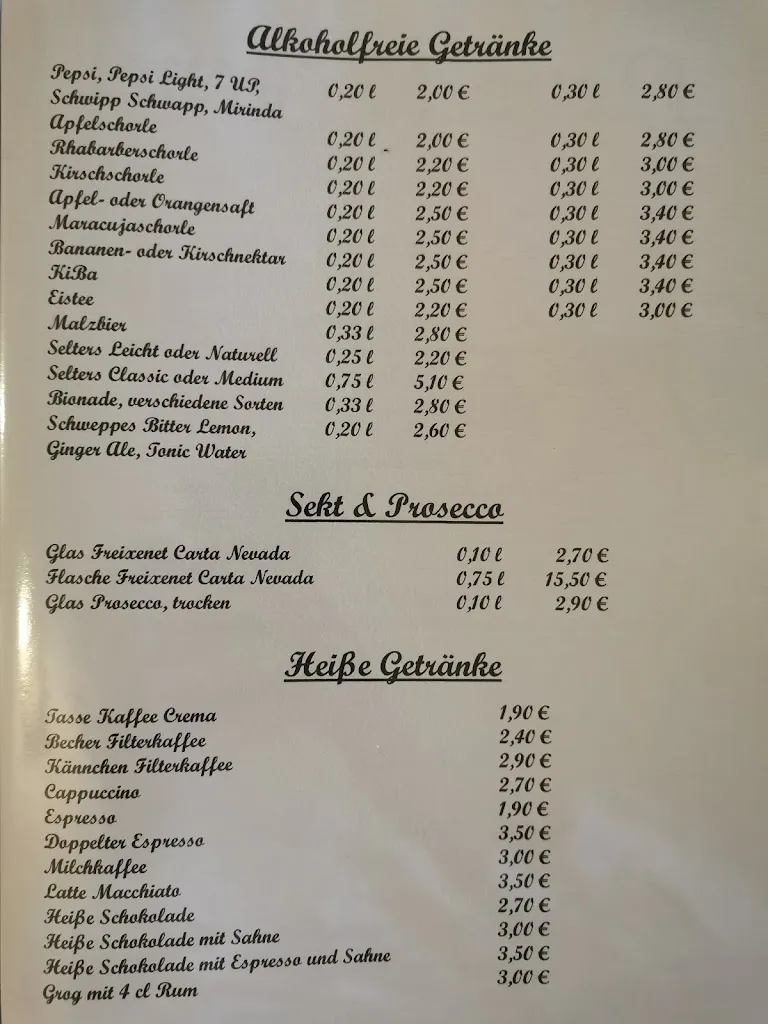 Alkoholfreie Getränke
Pepsi, Pepsi Light, 7 UP, 0,20 l 2,00 € 0,30 l 2,80 €
Schwipp Schwapp, Mirinda
Apfelschorle 0,20 l 2,00 € 0,30 l 2,80 €
Rhabarberschorle 0,20 l 2,20 € 0,30 l 3,00 €
Kirschschorle 0,20 l 2,20 € 0,30 l 3,00 €
Apfel- oder Orangensaft 0,20 l 2,50 € 0,30 l 3,40 €
Maracujaschorle 0,20 l 2,50 € 0,30 l 3,40 €
Bananen- oder Kirschnektar 0,20 l 2,50 € 0,30 l 3,40 €
KiBa 0,20 l 2,50 € 0,30 l 3,40 €
Eistee 0,20 l 2,20 € 0,30 l 3,00 €
Malzbier 0,33 l 2,80 €
Selters Leicht oder Naturell 0,25 l 2,20 €
Selters Classic oder Medium 0,75 l 5,10 €
Bionade, verschiedene Sorten 0,33 l 2,80 €
Schweppes Bitter Lemon, 0,20 l 2,60 €
Ginger Ale, Tonic Water
Sekt & Prosecco
Glas Freixenet Carta Nevada 0,10 l 2,70 €
Flasche Freixenet Carta Nevada 0,75 l 15,50 €
Glas Prosecco, trocken 0,10 l 2,90 €
Heiße Getränke
Tasse Kaffee Crema 1,90 €
Becher Filterkaffee 2,40 €
Kännchen Filterkaffee 2,90 €
Cappuccino 2,70 €
Espresso 1,90 €
Doppelter Espresso 3,50 €
Milchkaffee 3,00 €
Latte Macchiato 3,50 €
Heiße Schokolade 2,70 €
Heiße Schokolade mit Sahne 3,00 €
Heiße Schokolade mit Espresso und Sahne 3,50 €
Grog mit 4 cl Rum 3,00 €